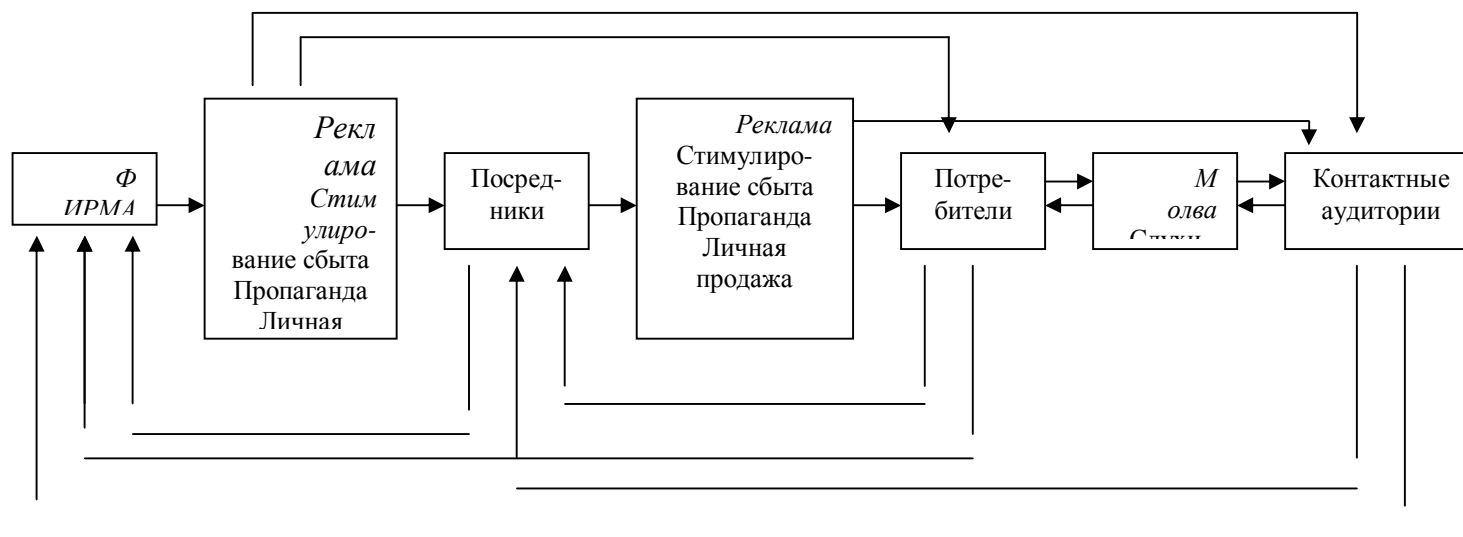 Ф
ИРМА
Рекл
ама
Стим
улиро-
вание сбыта
Пропаганда
Личная
Посред-
ники
Реклама
Стимулиро-
вание сбыта
Пропаганда
Личная
продажа
Потре-
бители
М
олва
Слухи
Контактные
аудитории